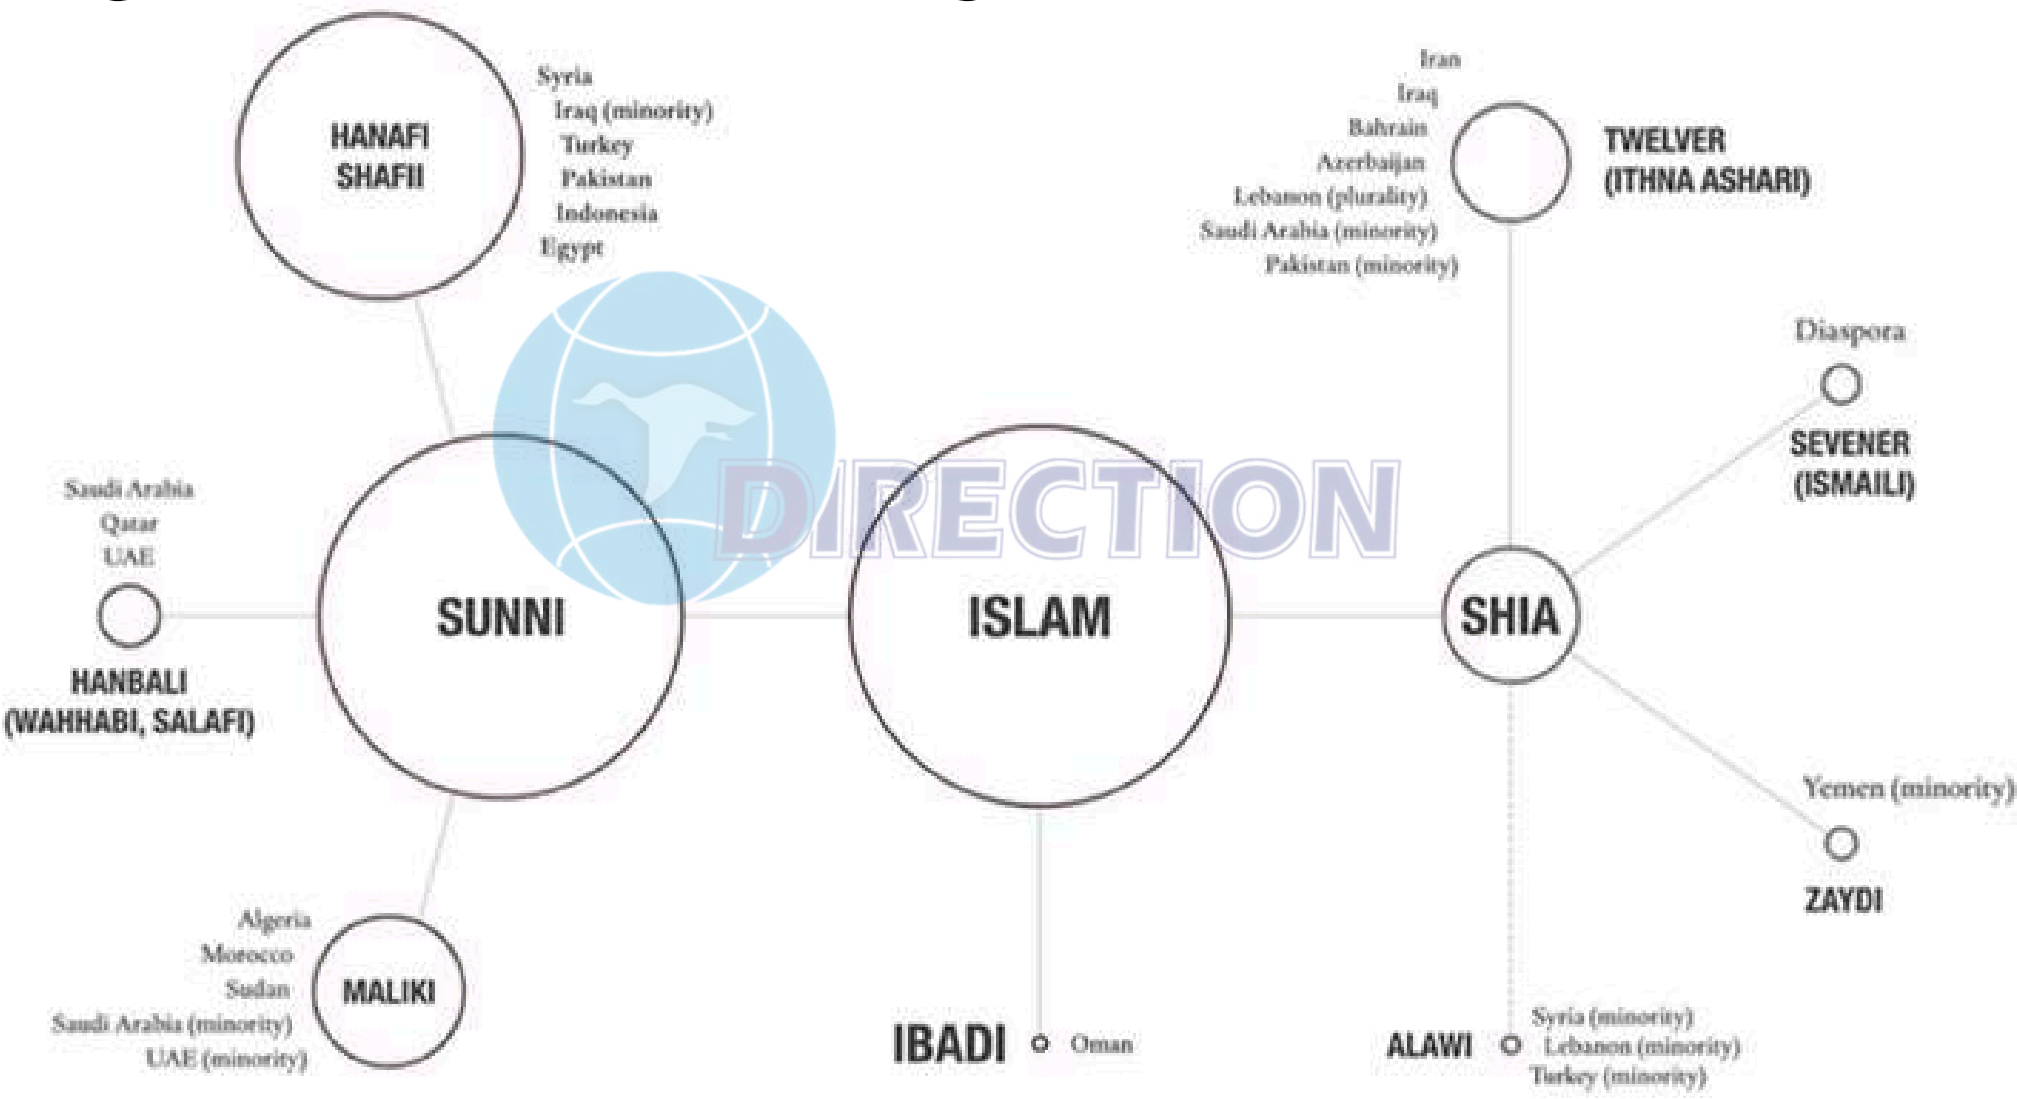 HANAFI
SHAFII
Syria
Iraq (minority)
Turkey
Pakistan
Indonesia
Egypt
Iran
Iraq
Bahrain
Azerbaijan
Lebanon (plurality)
Saudi Arabia (minority)
Pakistan (minority)
TWELVER
(ITHNA ASHARI)
Diaspora
SEVENER
(ISMAILI)
DIRECTION
Saudi Arabia
Qatar
UAE
HANBALI
(WAHHABI, SALAFI)
SUNNI
ISLAM
SHIA
Yemen (minority)
ZAYDI
Algeria
Morocco
Sudan
Saudi Arabia (minority)
UAE (minority)
MALIKI
IBADI
Oman
ALAWI
Syria (minority)
Lebanon (minority)
Turkey (minority)